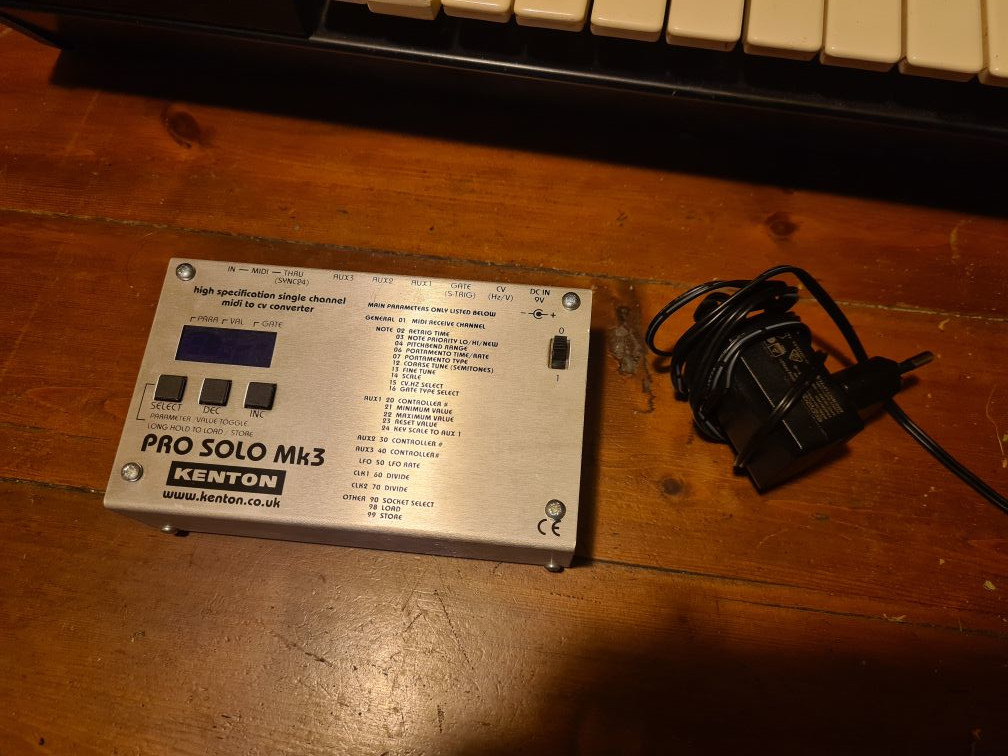 IN — MIDI — THRU
(SYNC24)
AUX3
AUX2
AUX1
GATE
(S-TRIG)
CV
(Hz/V)
DC IN
9V
- +
high specification single channel
midi to cv converter
PARA VAL GATE
SELECT DEC INC
PARAMETER / VALUE TOGGLE
LONG HOLD TO LOAD / STORE
PRO SOLO Mk3
KENTON
www.kenton.co.uk
MAIN PARAMETERS ONLY LISTED BELOW
GENERAL 01 MIDI RECEIVE CHANNEL
NOTE 02 RETRIG TIME
03 NOTE PRIORITY LO/HI/NEW
04 PITCHBEND RANGE
06 PORTAMENTO TIME/RATE
07 PORTAMENTO TYPE
12 COARSE TUNE (SEMITONES)
13 FINE TUNE
14 SCALE
15 CV.HZ SELECT
16 GATE TYPE SELECT
AUX1 20 CONTROLLER #
21 MINIMUM VALUE
22 MAXIMUM VALUE
23 RESET VALUE
24 KEY SCALE TO AUX 1
AUX2 30 CONTROLLER #
AUX3 40 CONTROLLER#
LFO 50 LFO RATE
CLK1 60 DIVIDE
CLK2 70 DIVIDE
OTHER 90 SOCKET SELECT
98 LOAD
99 STORE
0
1
CE